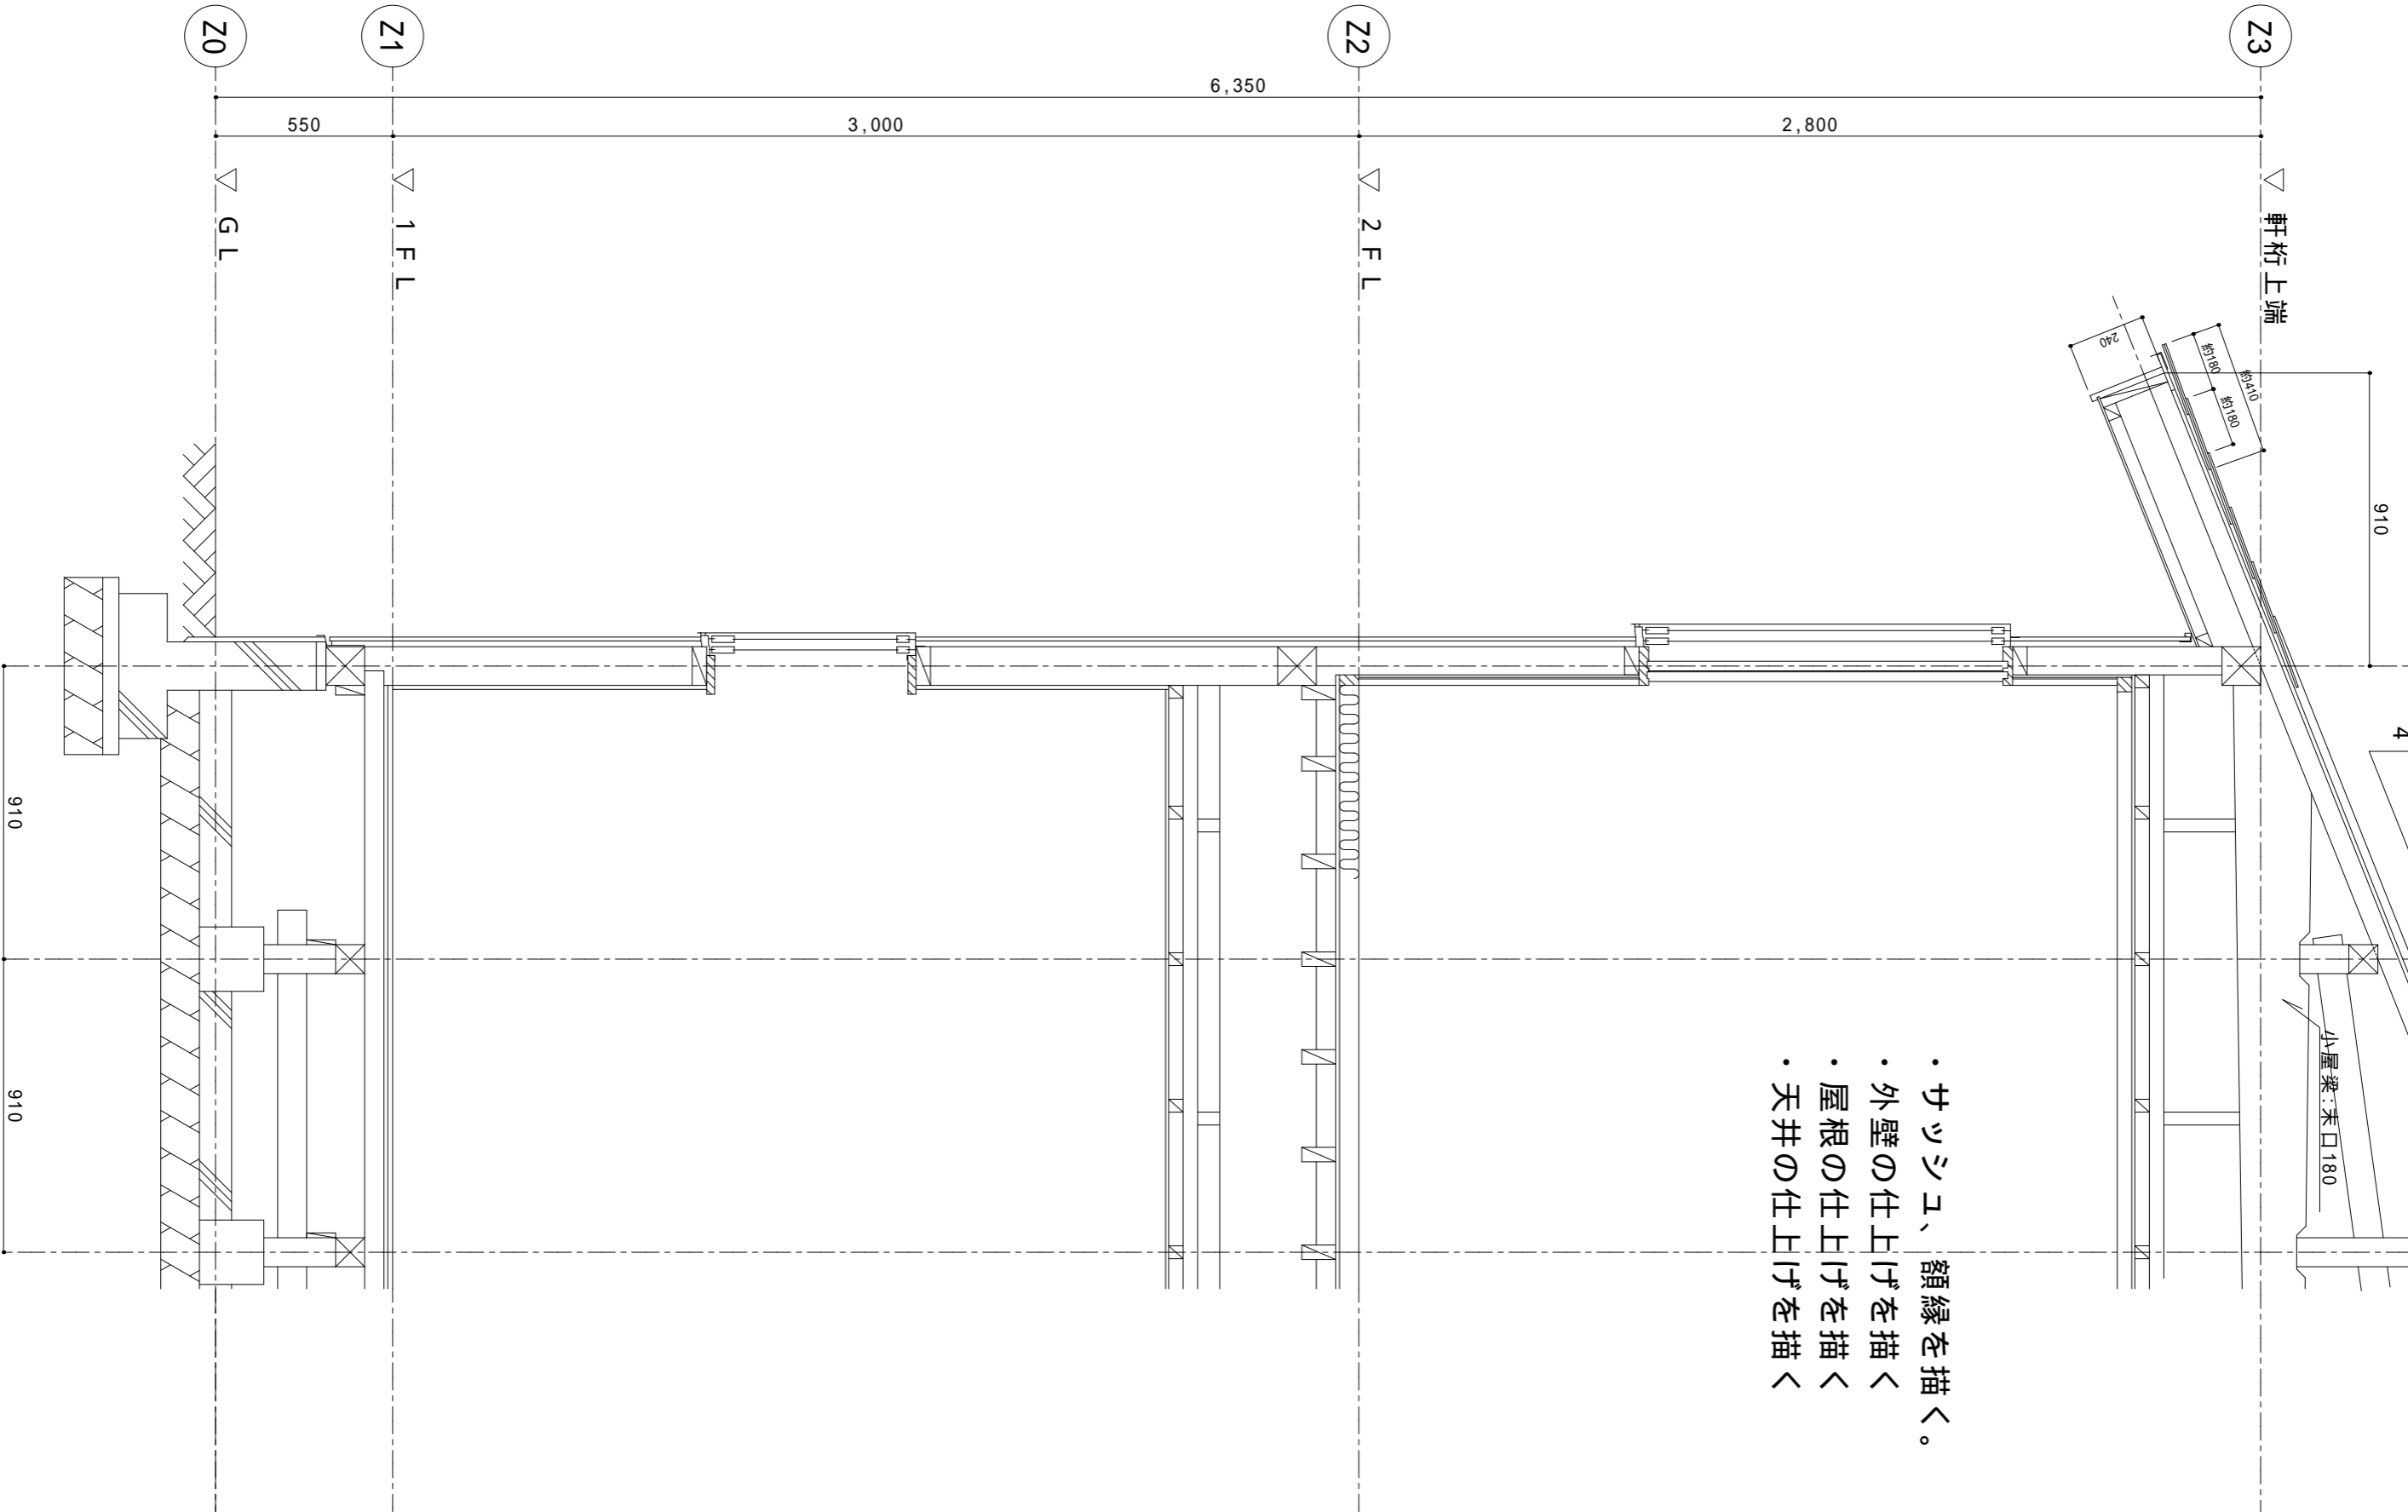 Z0
Z1
Z2
Z3
6,350
550
3,000
2,800
GL
1FL
2FL
軒桁上端
240
約180
約410
約180
910
4
910
910
小屋梁:末口180
・サッシュ、額縁を描く。
・外壁の仕上げを描く
・屋根の仕上げを描く
・天井の仕上げを描く